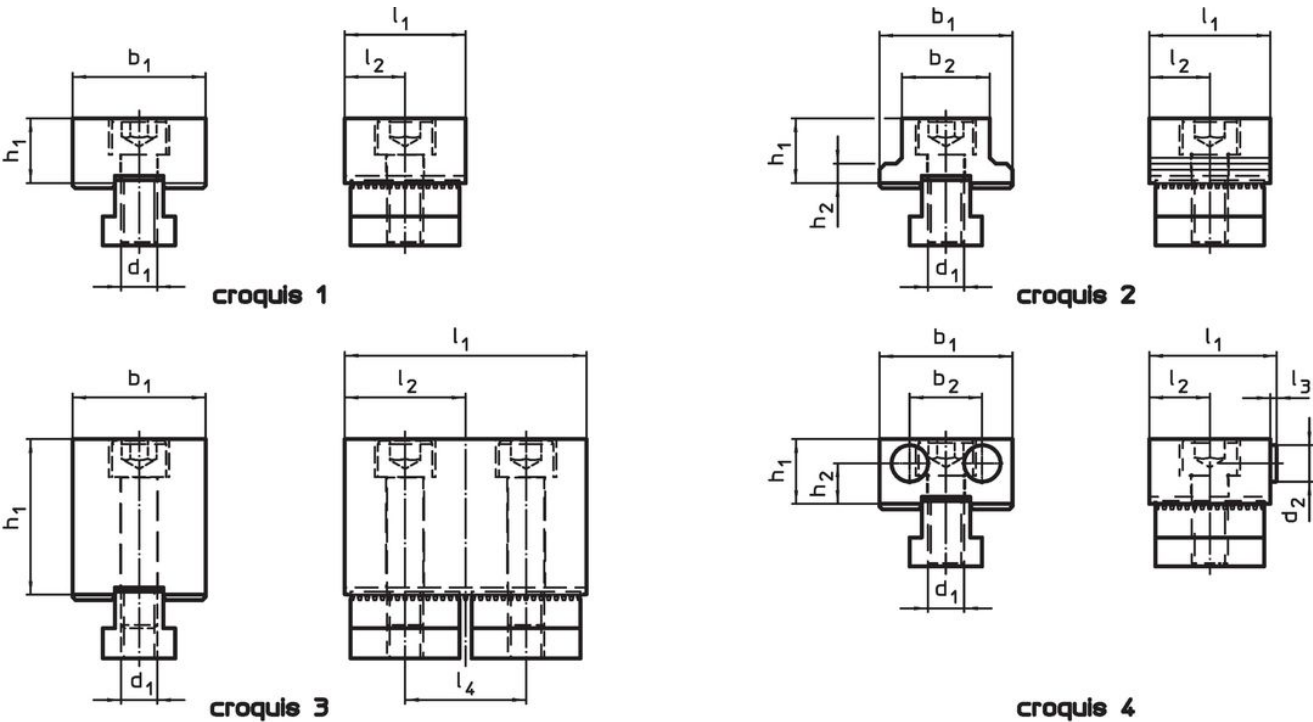 b1
l1
l2
h1
d1
croquis 1
b1
b2
l1
l2
h1
h2
d1
croquis 2
b1
l1
l2
h1
d1
l4
croquis 3
b1
b2
l1
l2
l3
h1
h2
d2
d1
croquis 4